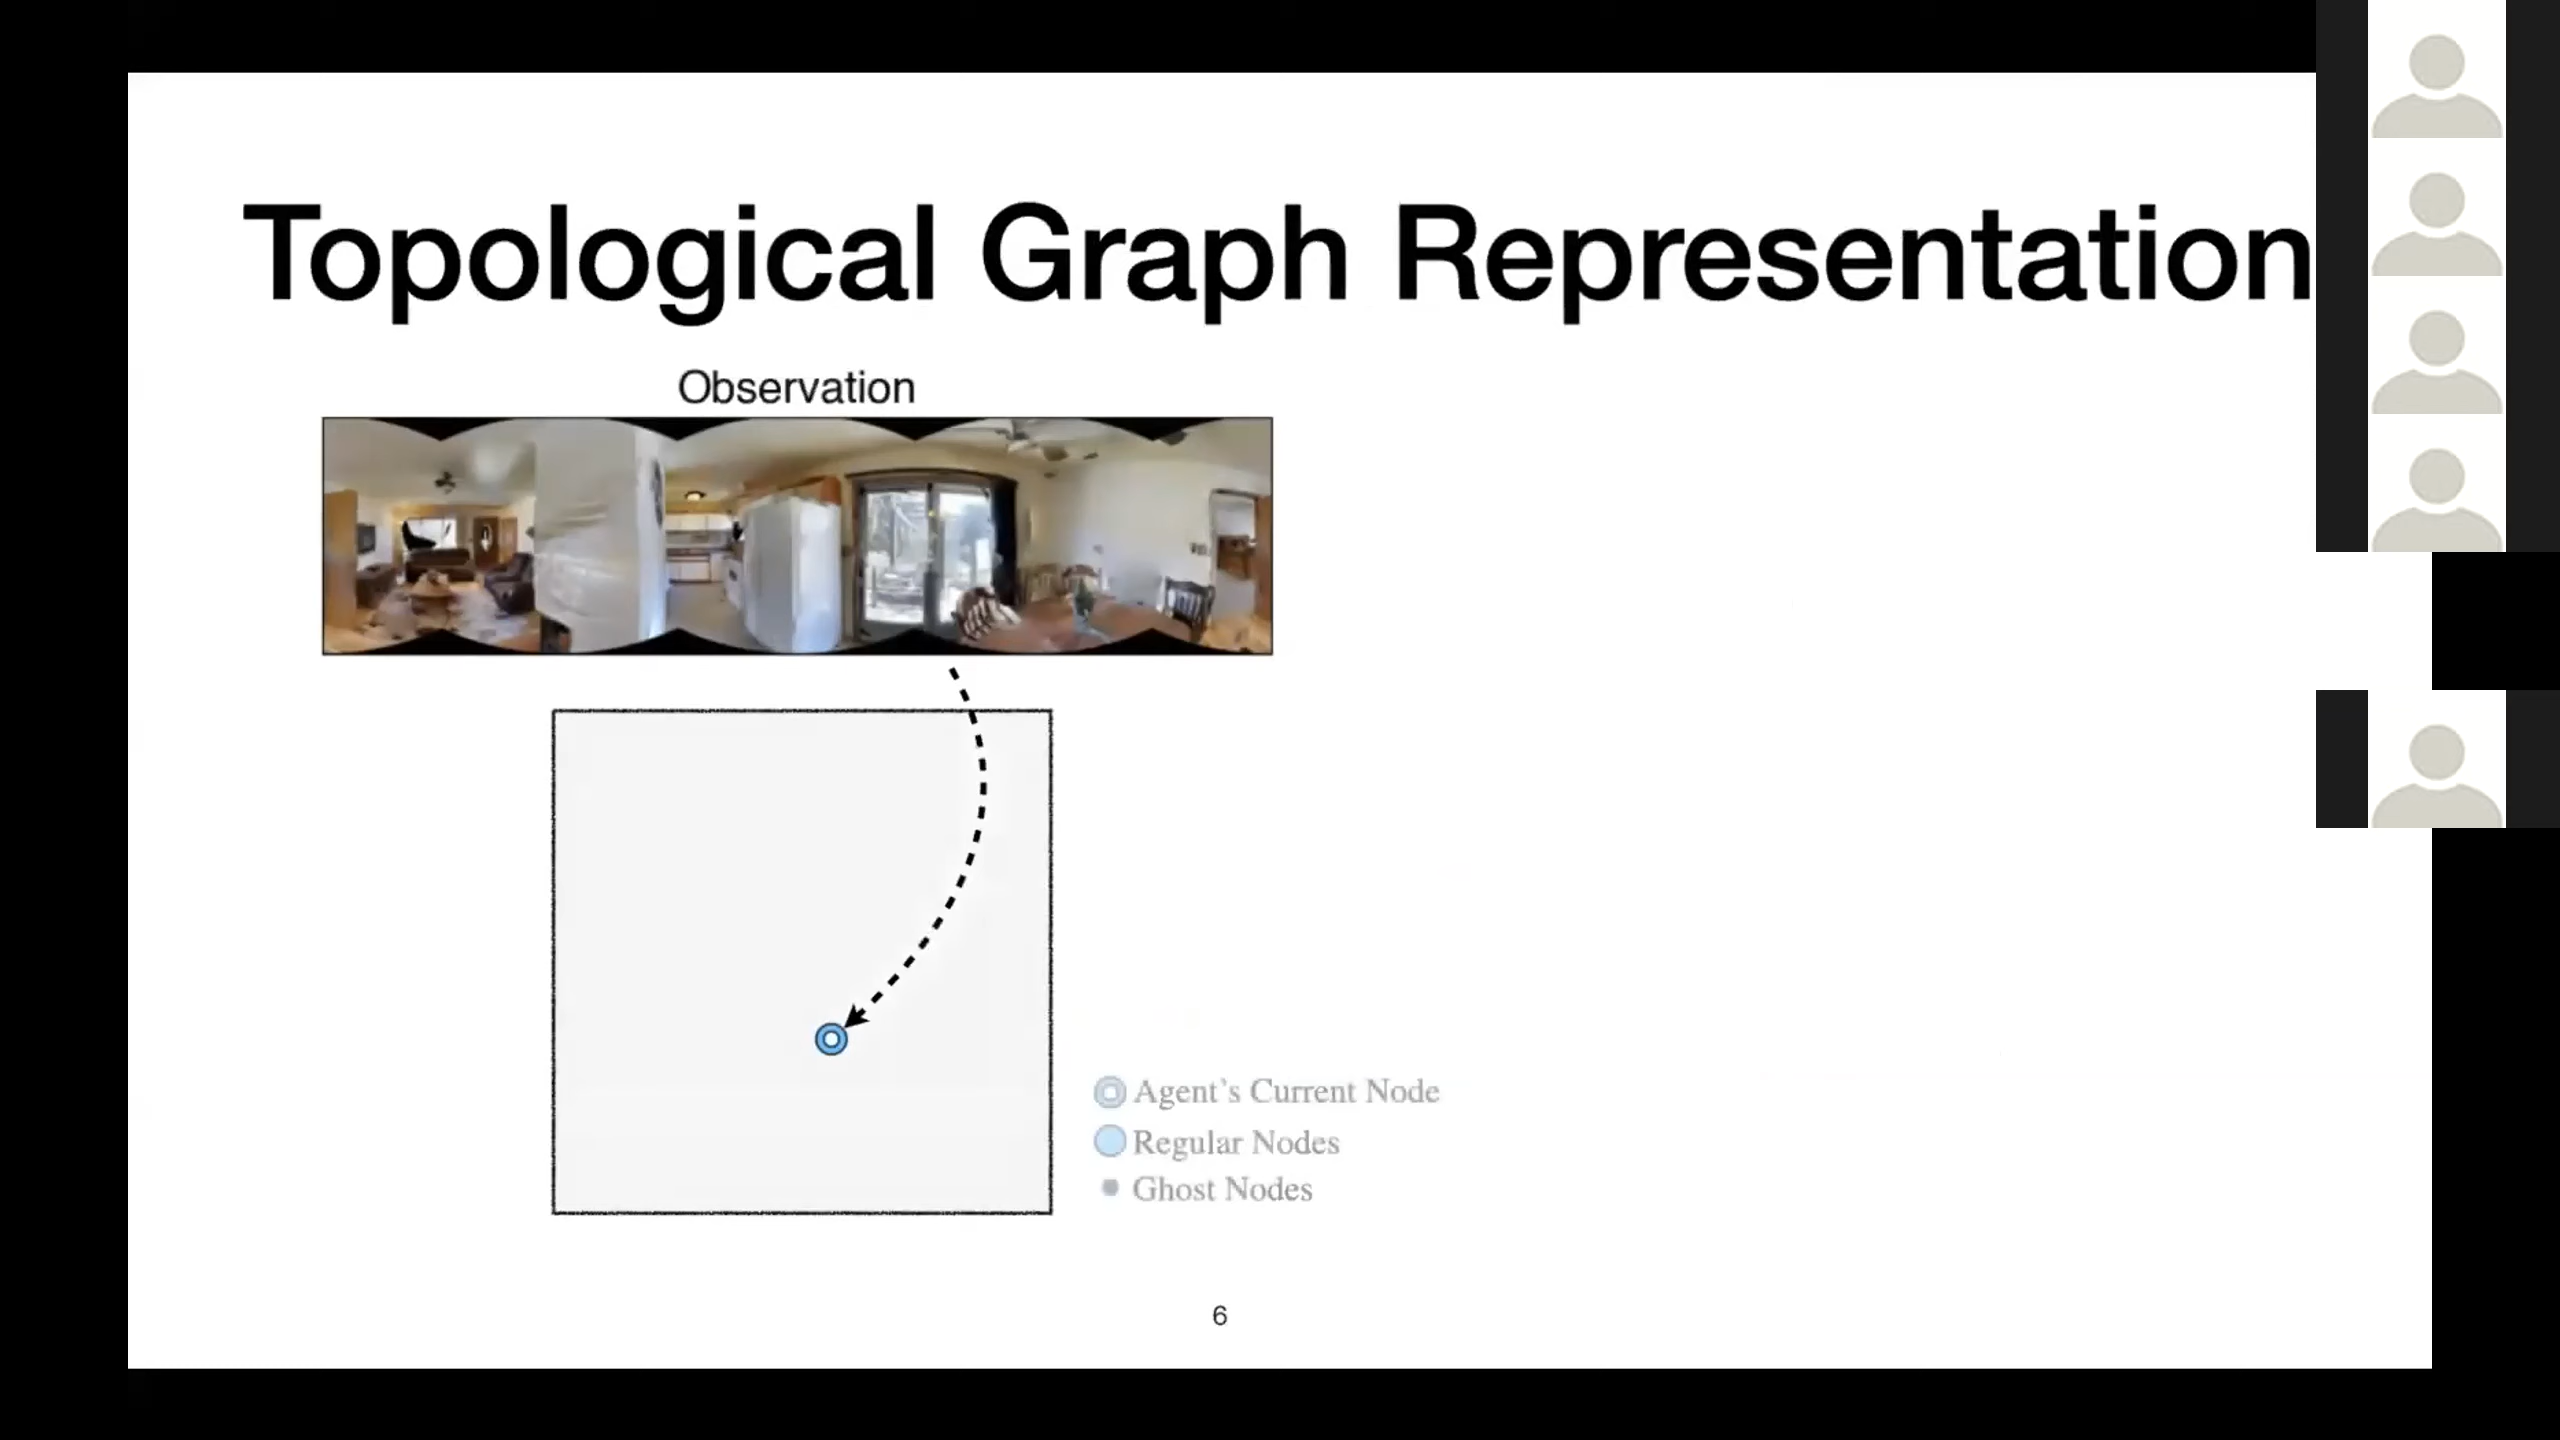 Topological Graph Representation
Observation
Agent's Current Node
Regular Nodes
Ghost Nodes
6